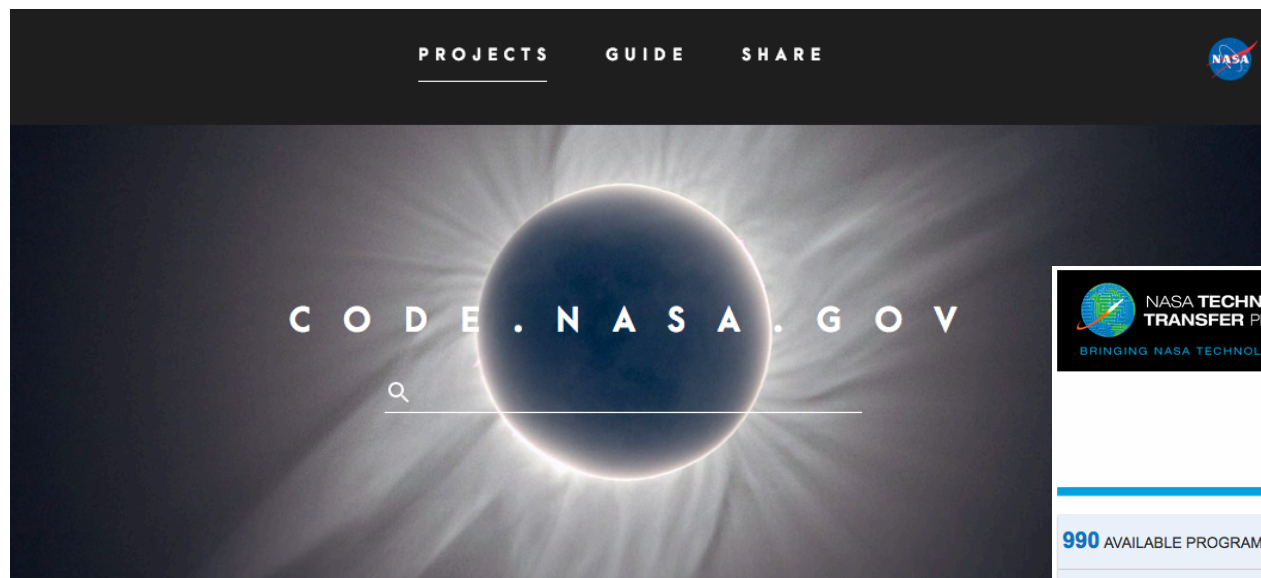 PROJECTS GUIDE SHARE
NASA
CODE.NASA.GOV
NASA TECHN
TRANSFER P
BRINGING NASA TECHNOL
990 AVAILABLE PROGRAM